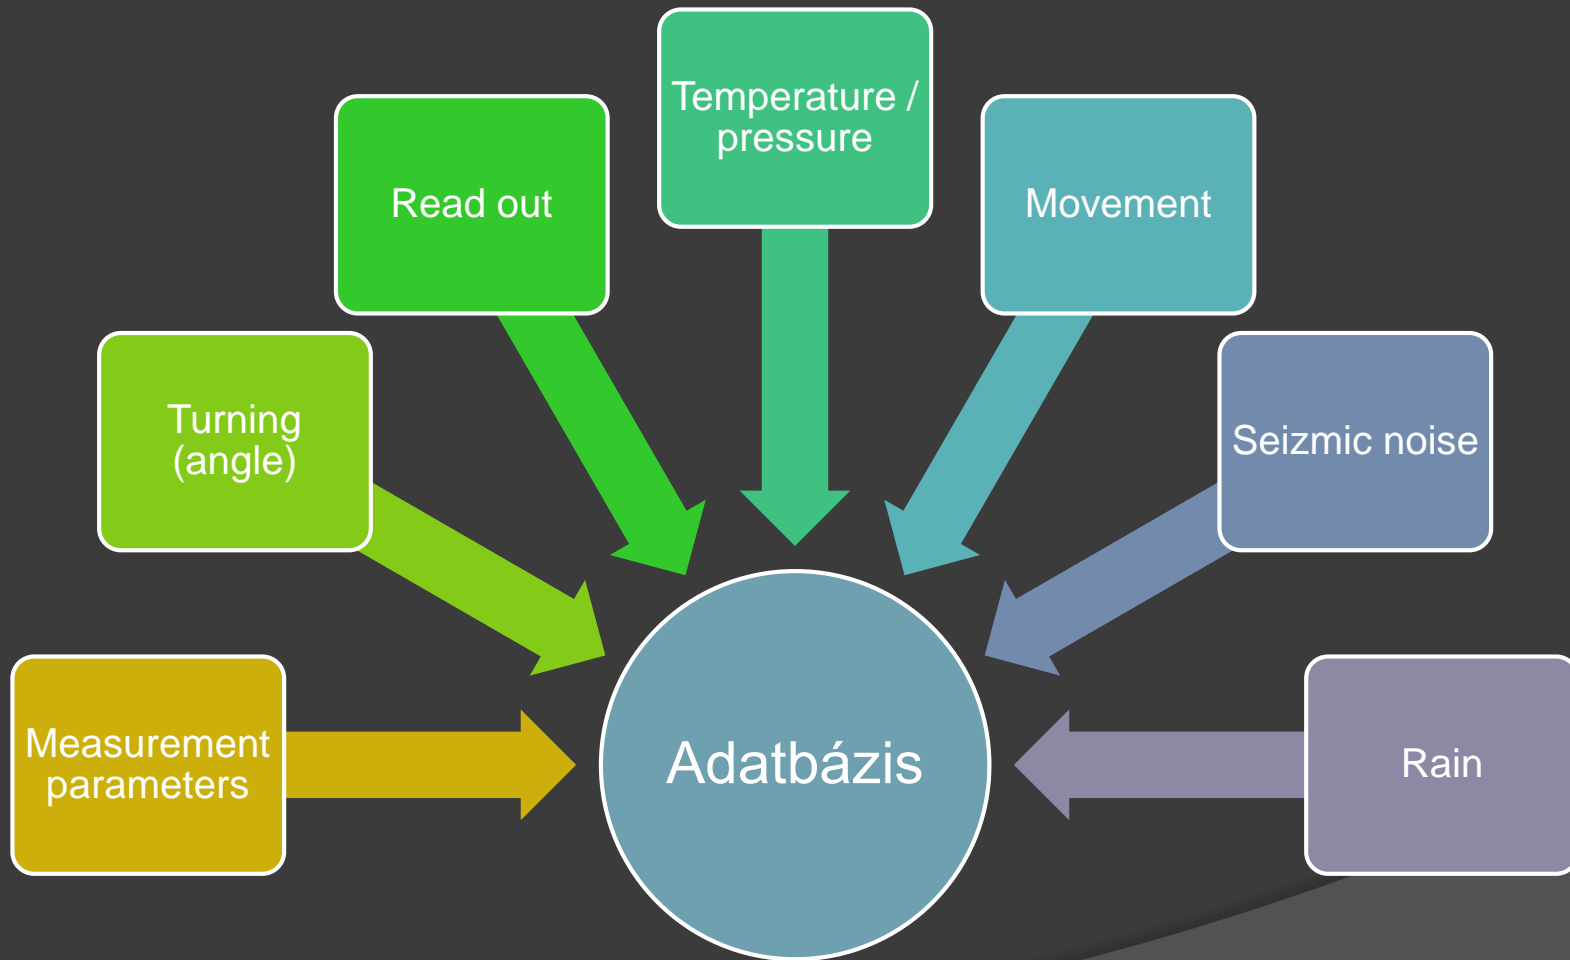 Temperature /
pressure
Read out
Movement
Turning
(angle)
Seizmic noise
Measurement
parameters
Adatbázis
Rain